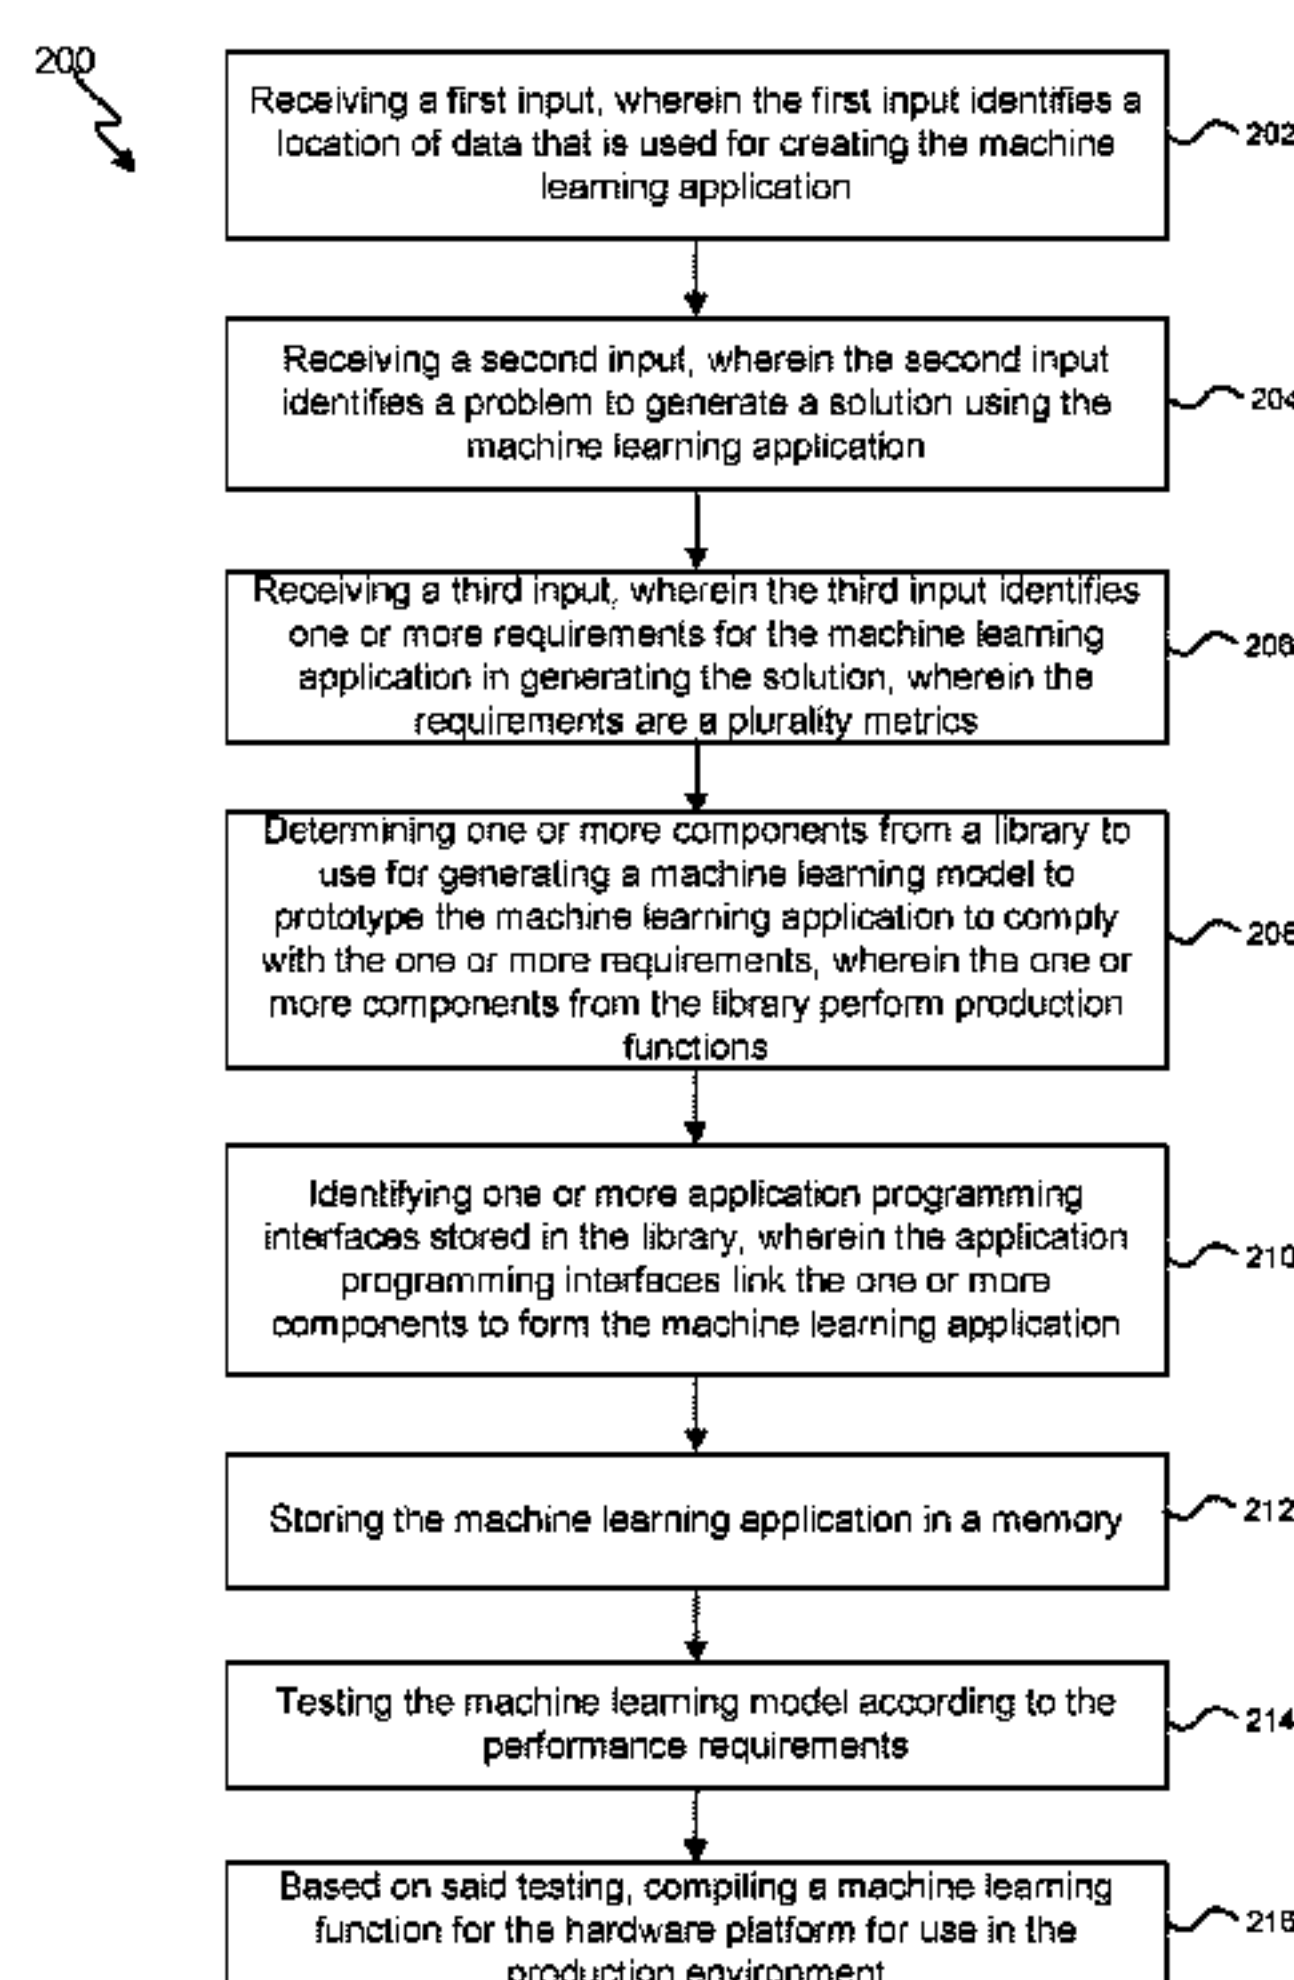 200
Receiving a first input, wherein the first input identifies a
location of data that is used for creating the machine
learning application
202
Receiving a second input, wherein the second input
identifies a problem to generate a solution using the
machine learning application
204
Receiving a third input, wherein the third input identifies
one or more requirements for the machine learning
application in generating the solution, wherein the
requirements are a plurality metrics
206
Determining one or more components from a library to
use for generating a machine learning model to
prototype the machine learning application to comply
with the one or more requirements, wherein the one or
more components from the library perform production
functions
Identifying one or more application programming
interfaces stored in the library, wherein the application
programming interfaces link the one or more
components to form the machine learning application
210
Storing the machine learning application in a memory
212
Testing the machine learning model according to the
performance requirements
214
Based on said testing, compiling a machine learning
function for the hardware platform for use in the
production environment
216